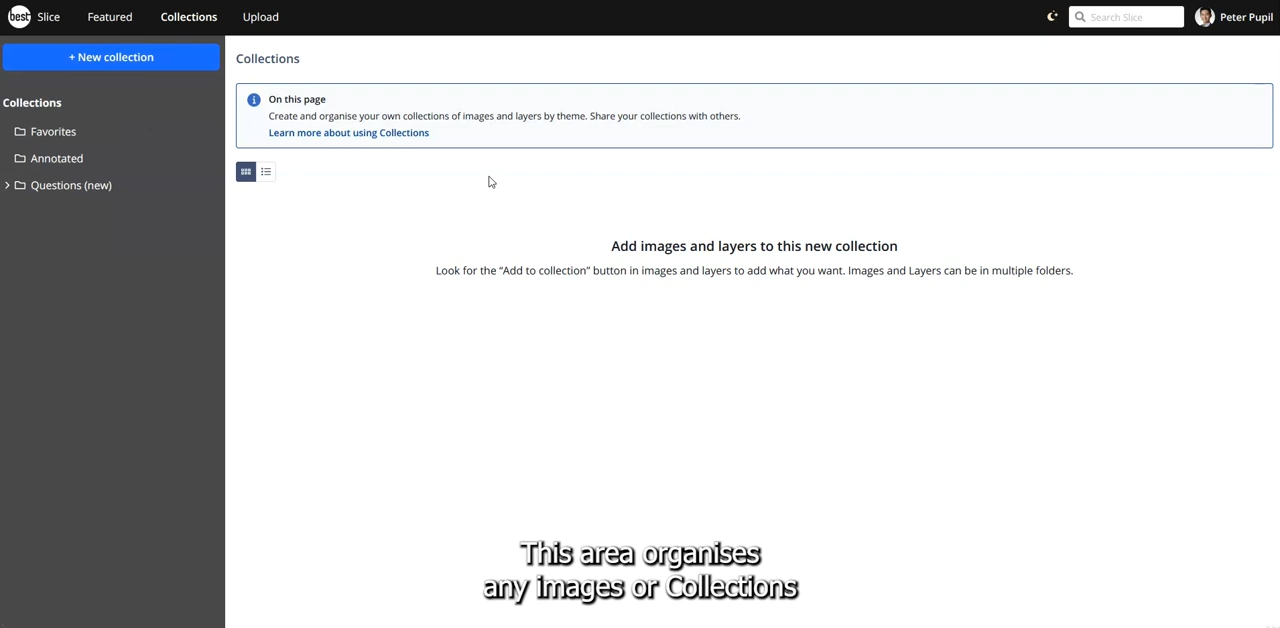 best Slice Featured Collections Upload Search Slice Peter Pupil
+ New collection
Collections
Favorites
Annotated
Questions (new)
Collections
On this page
Create and organise your own collections of images and layers by theme. Share your collections with others.
Learn more about using Collections
Add images and layers to this new collection
Look for the “Add to collection” button in images and layers to add what you want. Images and Layers can be in multiple folders.
This area organises
any images or Collections